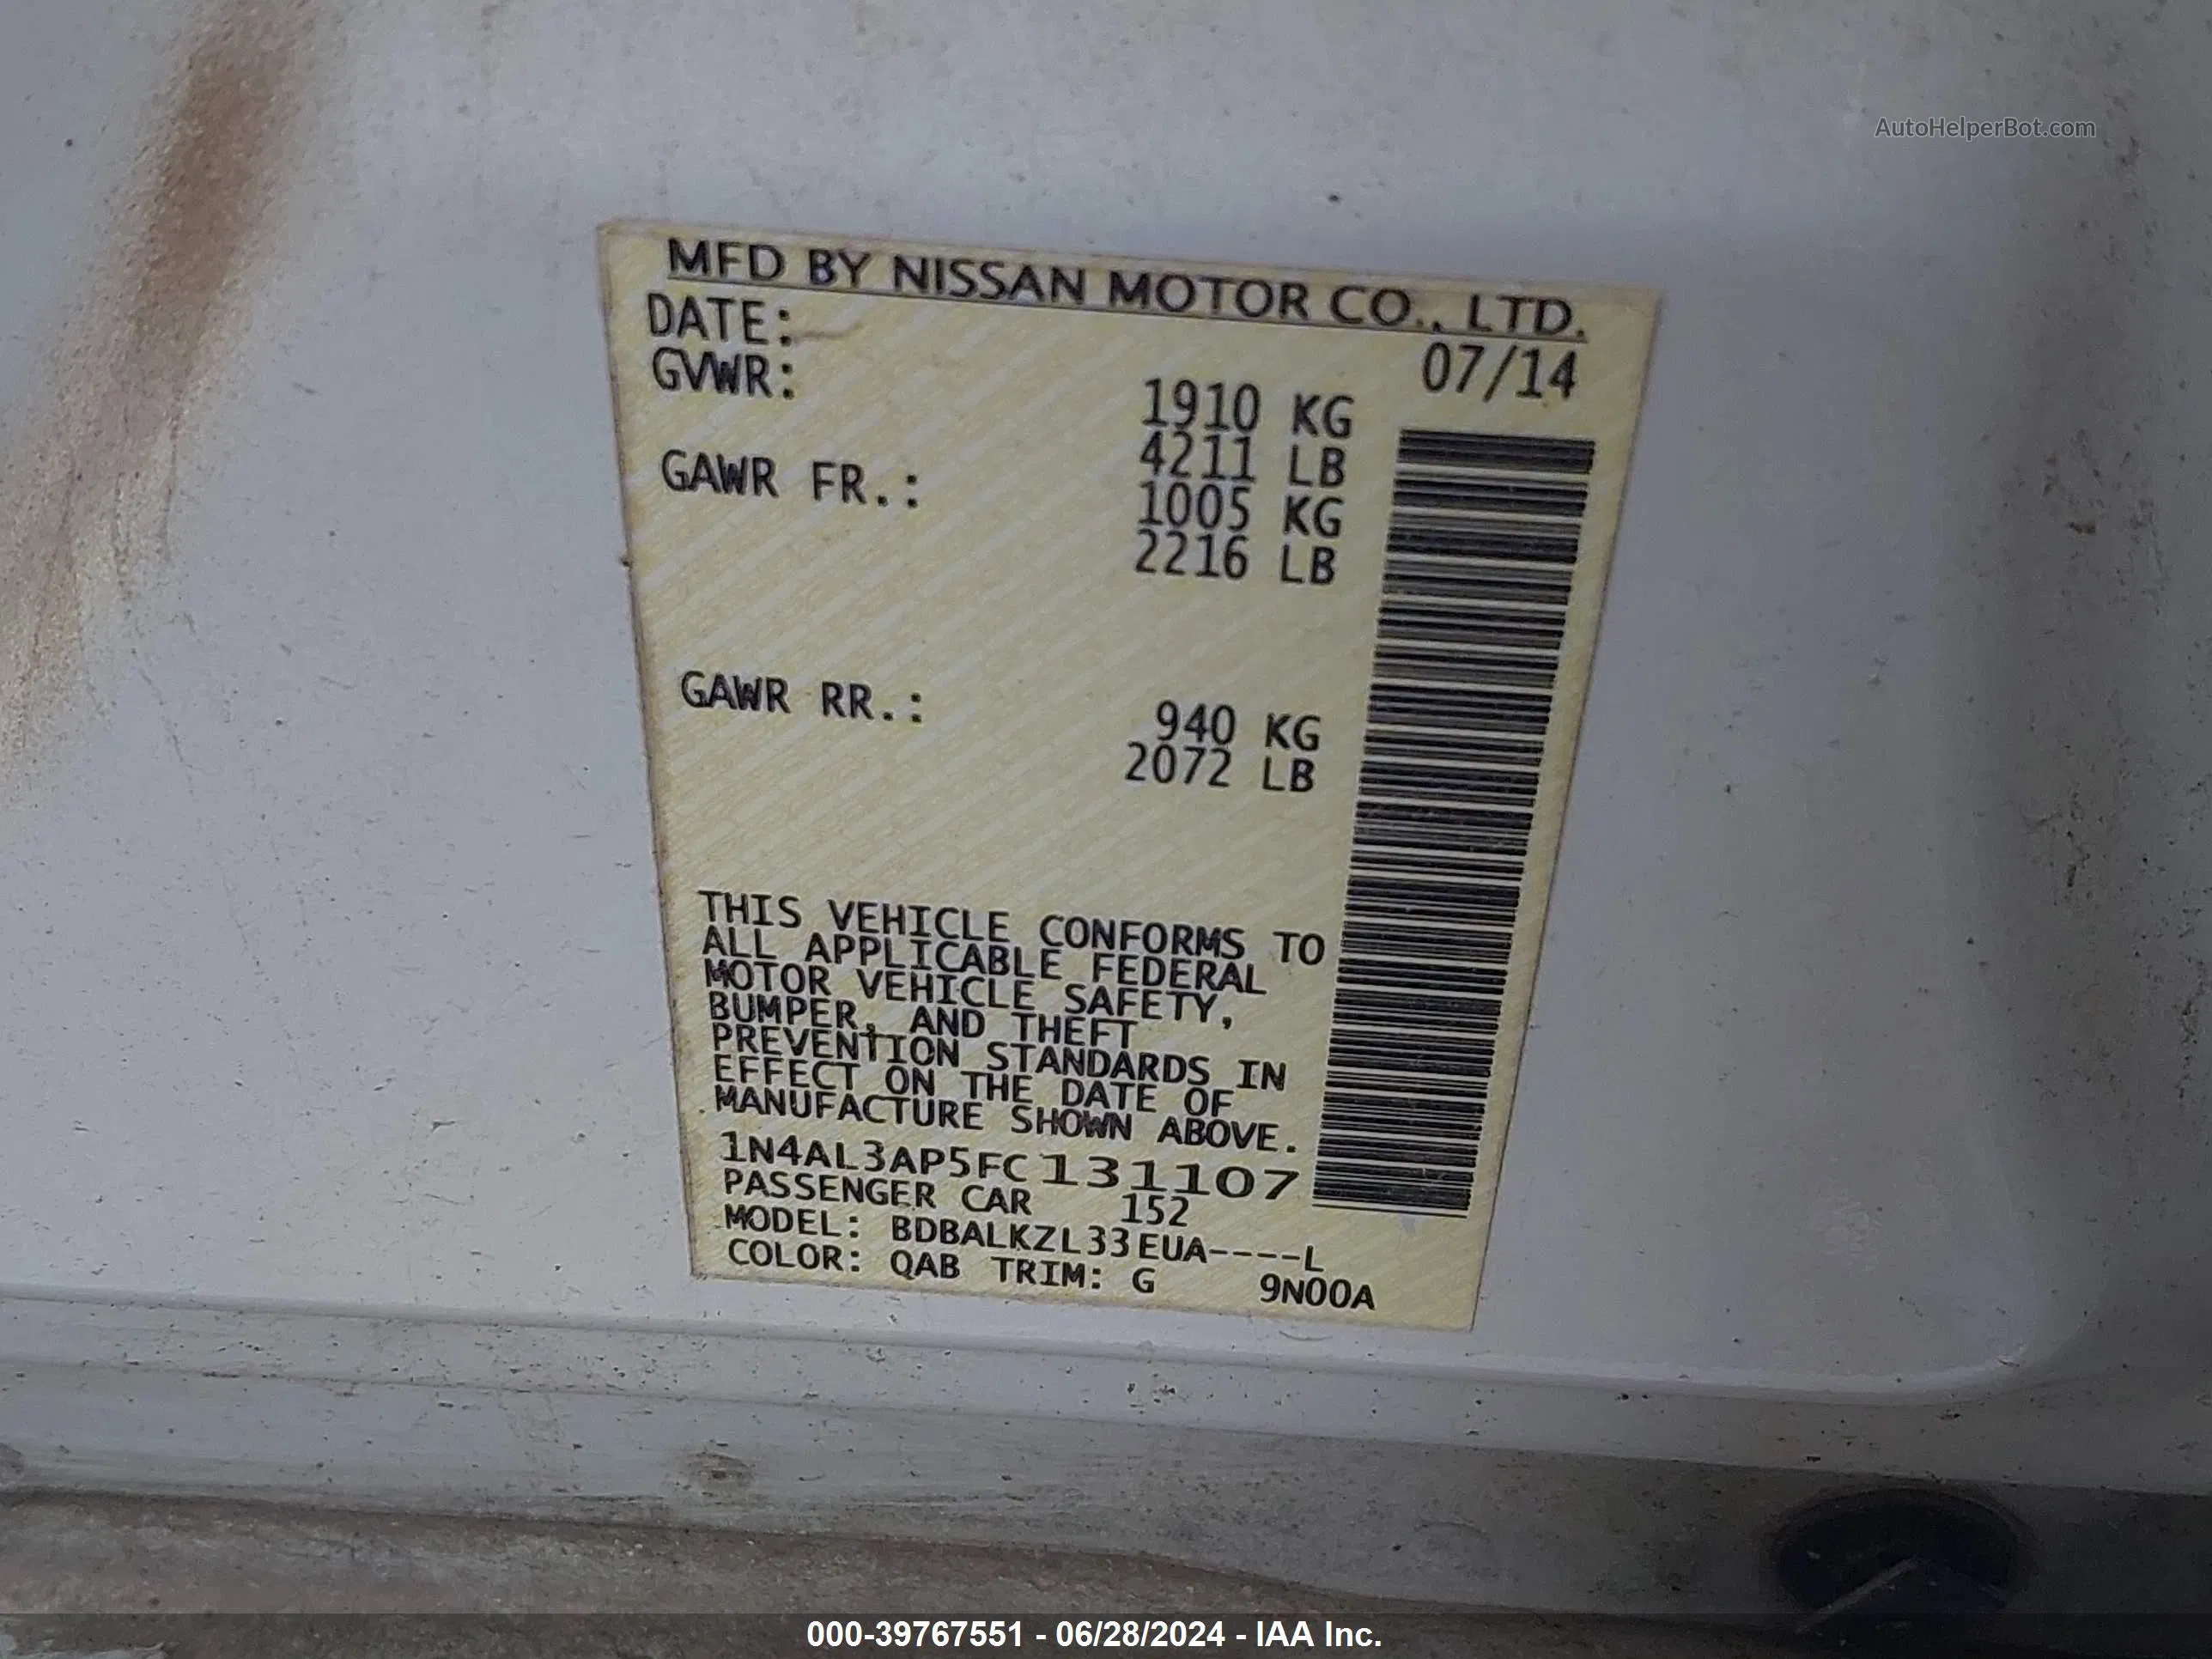 AutoHelperBot.com
MFD BY NISSAN MOTOR CO., LTD.
DATE: 07/14
GVWR: 1910 KG
4211 LB
GAWR FR.: 1005 KG
2216 LB
GAWR RR.: 940 KG
2072 LB
THIS VEHICLE CONFORMS TO
ALL APPLICABLE FEDERAL
MOTOR VEHICLE SAFETY,
BUMPER, AND THEFT
PREVENTION STANDARDS IN
EFFECT ON THE DATE OF
MANUFACTURE SHOWN ABOVE.
1N4AL3AP5FC131107
PASSENGER CAR 152
MODEL: BDBALKZL33EUA----L
COLOR: QAB TRIM: G 9N00A
000-39767551 - 06/28/2024 - IAA Inc.